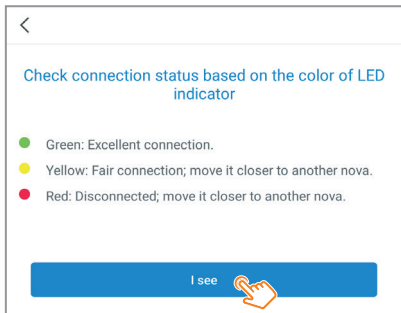 Check connection status based on the color of LED
indicator
Green: Excellent connection.
Yellow: Fair connection; move it closer to another nova.
Red: Disconnected; move it closer to another nova.
I see